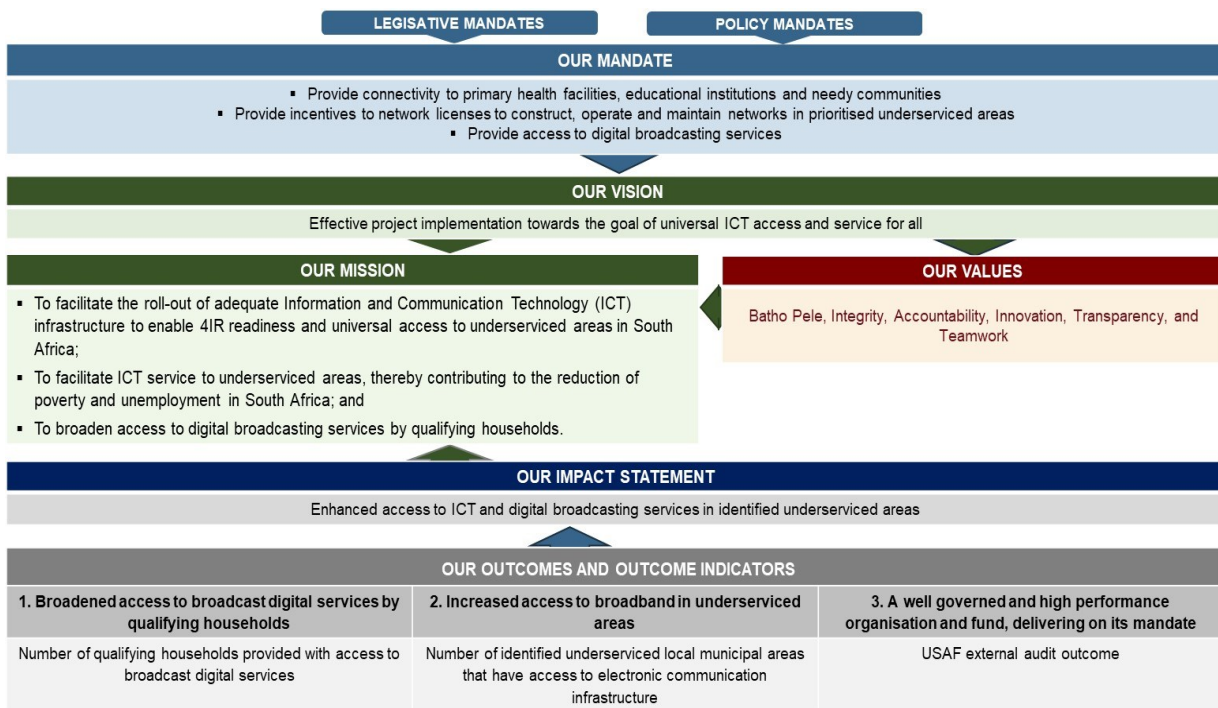 LEGISATIVE MANDATES
POLICY MANDATES
OUR MANDATE
▪ Provide connectivity to primary health facilities, educational institutions and needy communities
▪ Provide incentives to network licenses to construct, operate and maintain networks in prioritised underserviced areas
▪ Provide access to digital broadcasting services
OUR VISION
Effective project implementation towards the goal of universal ICT access and service for all
OUR MISSION
▪ To facilitate the roll-out of adequate Information and Communication Technology (ICT)
infrastructure to enable 4IR readiness and universal access to underserviced areas in South
Africa;
▪ To facilitate ICT service to underserviced areas, thereby contributing to the reduction of
poverty and unemployment in South Africa; and
▪ To broaden access to digital broadcasting services by qualifying households.
OUR VALUES
Batho Pele, Integrity, Accountability, Innovation, Transparency, and
Teamwork
OUR IMPACT STATEMENT
Enhanced access to ICT and digital broadcasting services in identified underserviced areas
OUR OUTCOMES AND OUTCOME INDICATORS
1. Broadened access to broadcast digital services by
qualifying households
Number of qualifying households provided with access to
broadcast digital services
2. Increased access to broadband in underserviced
areas
Number of identified underserviced local municipal areas
that have access to electronic communication
infrastructure
3. A well governed and high performance
organisation and fund, delivering on its mandate
USAF external audit outcome